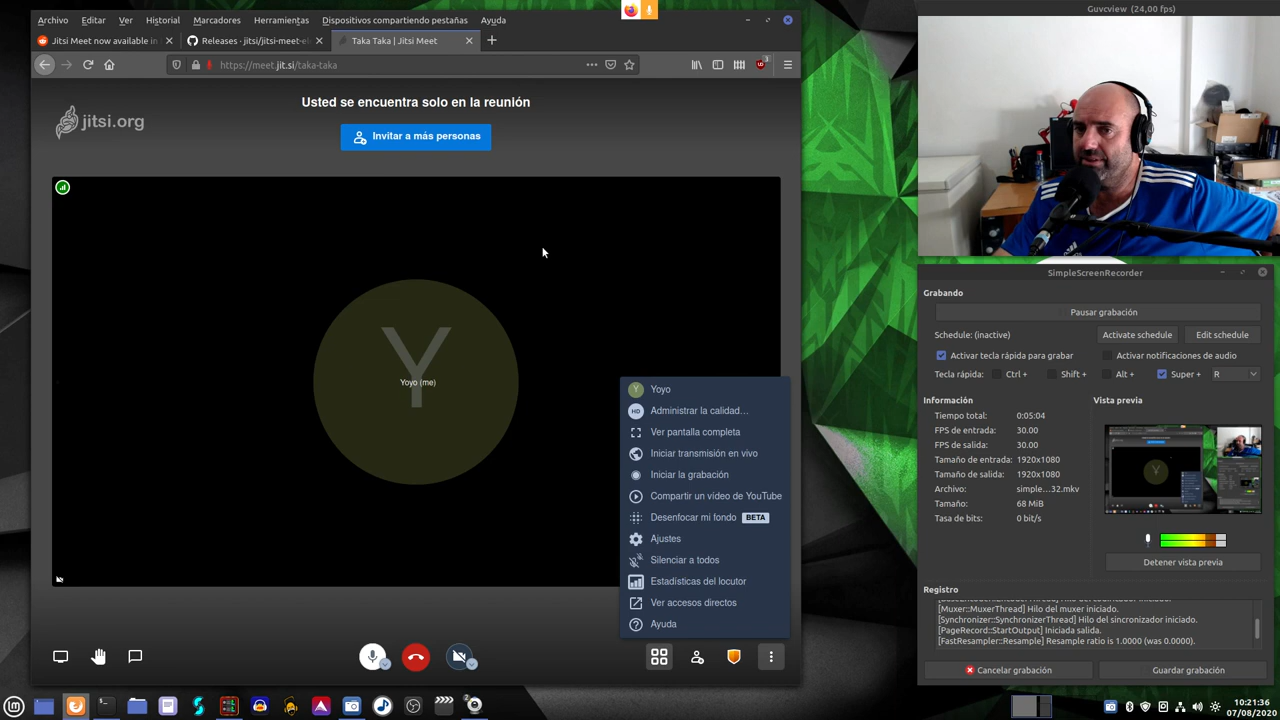 Archivo Editar Ver Historial Marcadores Herramientas Dispositivos compartiendo pestañas Ayuda
Jitsi Meet now available in
Releases · jitsi/jitsi-meet-el
Taka Taka | Jitsi Meet
https://meet.jit.si/taka-taka
jitsi.org
Usted se encuentra solo en la reunión
Invitar a más personas
Y
Yoyo (me)
Y Yoyo
HD Administrar la calidad…
Ver pantalla completa
Iniciar transmisión en vivo
Iniciar la grabación
Compartir un vídeo de YouTube
Desenfocar mi fondo BETA
Ajustes
Silenciar a todos
Estadísticas del locutor
Ver accesos directos
Ayuda
Guvcview (24,00 fps)
SimpleScreenRecorder
Grabando
Pausar grabación
Schedule: (inactive) Activate schedule Edit schedule
Activar tecla rápida para grabar Activar notificaciones de audio
Tecla rápida: Ctrl + Shift + Alt + Super + R
Información
Tiempo total: 0:05:04
FPS de entrada: 30.00
FPS de salida: 30.00
Tamaño de entrada: 1920x1080
Tamaño de salida: 1920x1080
Archivo: simple…32.mkv
Tamaño: 68 MiB
Tasa de bits: 0 bit/s
Vista previa
Detener vista previa
Registro
[Muxer::MuxerThread] Hilo del muxer iniciado.
[Synchronizer::SynchronizerThread] Hilo del sincronizador iniciado.
[PageRecord::StartOutput] Iniciada salida.
[FastResampler::Resample] Resample ratio is 1.0000 (was 0.0000).
Cancelar grabación Guardar grabación
10:21:36
07/08/2020